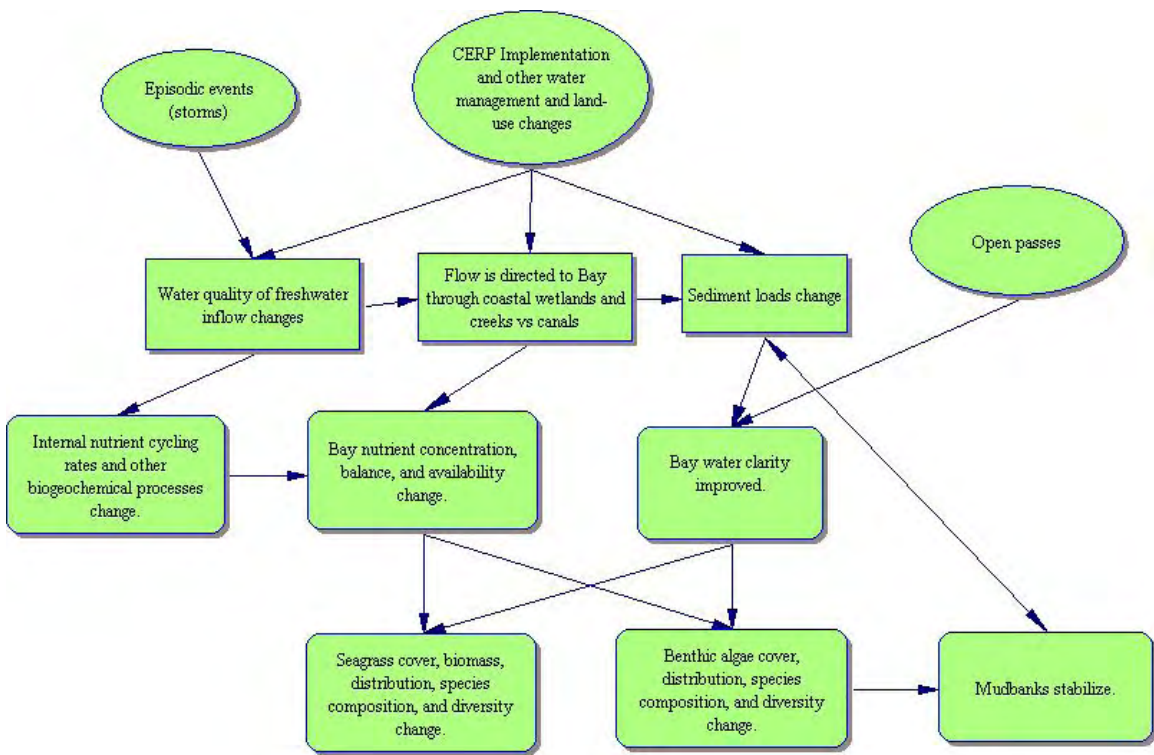 CERP Implementation
and other water
management and land-
use changes
Episodic events
(storms)
Open passes
Water quality of freshwater
inflow changes
Flow is directed to Bay
through coastal wetlands and
creeks vs canals
Sediment loads change
Internal nutrient cycling
rates and other
biogeochemical processes
change.
Bay nutrient concentration,
balance, and availability
change.
Bay water clarity
improved.
Seagrass cover, biomass,
distribution, species
composition, and diversity
change.
Benthic algae cover,
distribution, species
composition, and diversity
change.
Mudbanks stabilize.